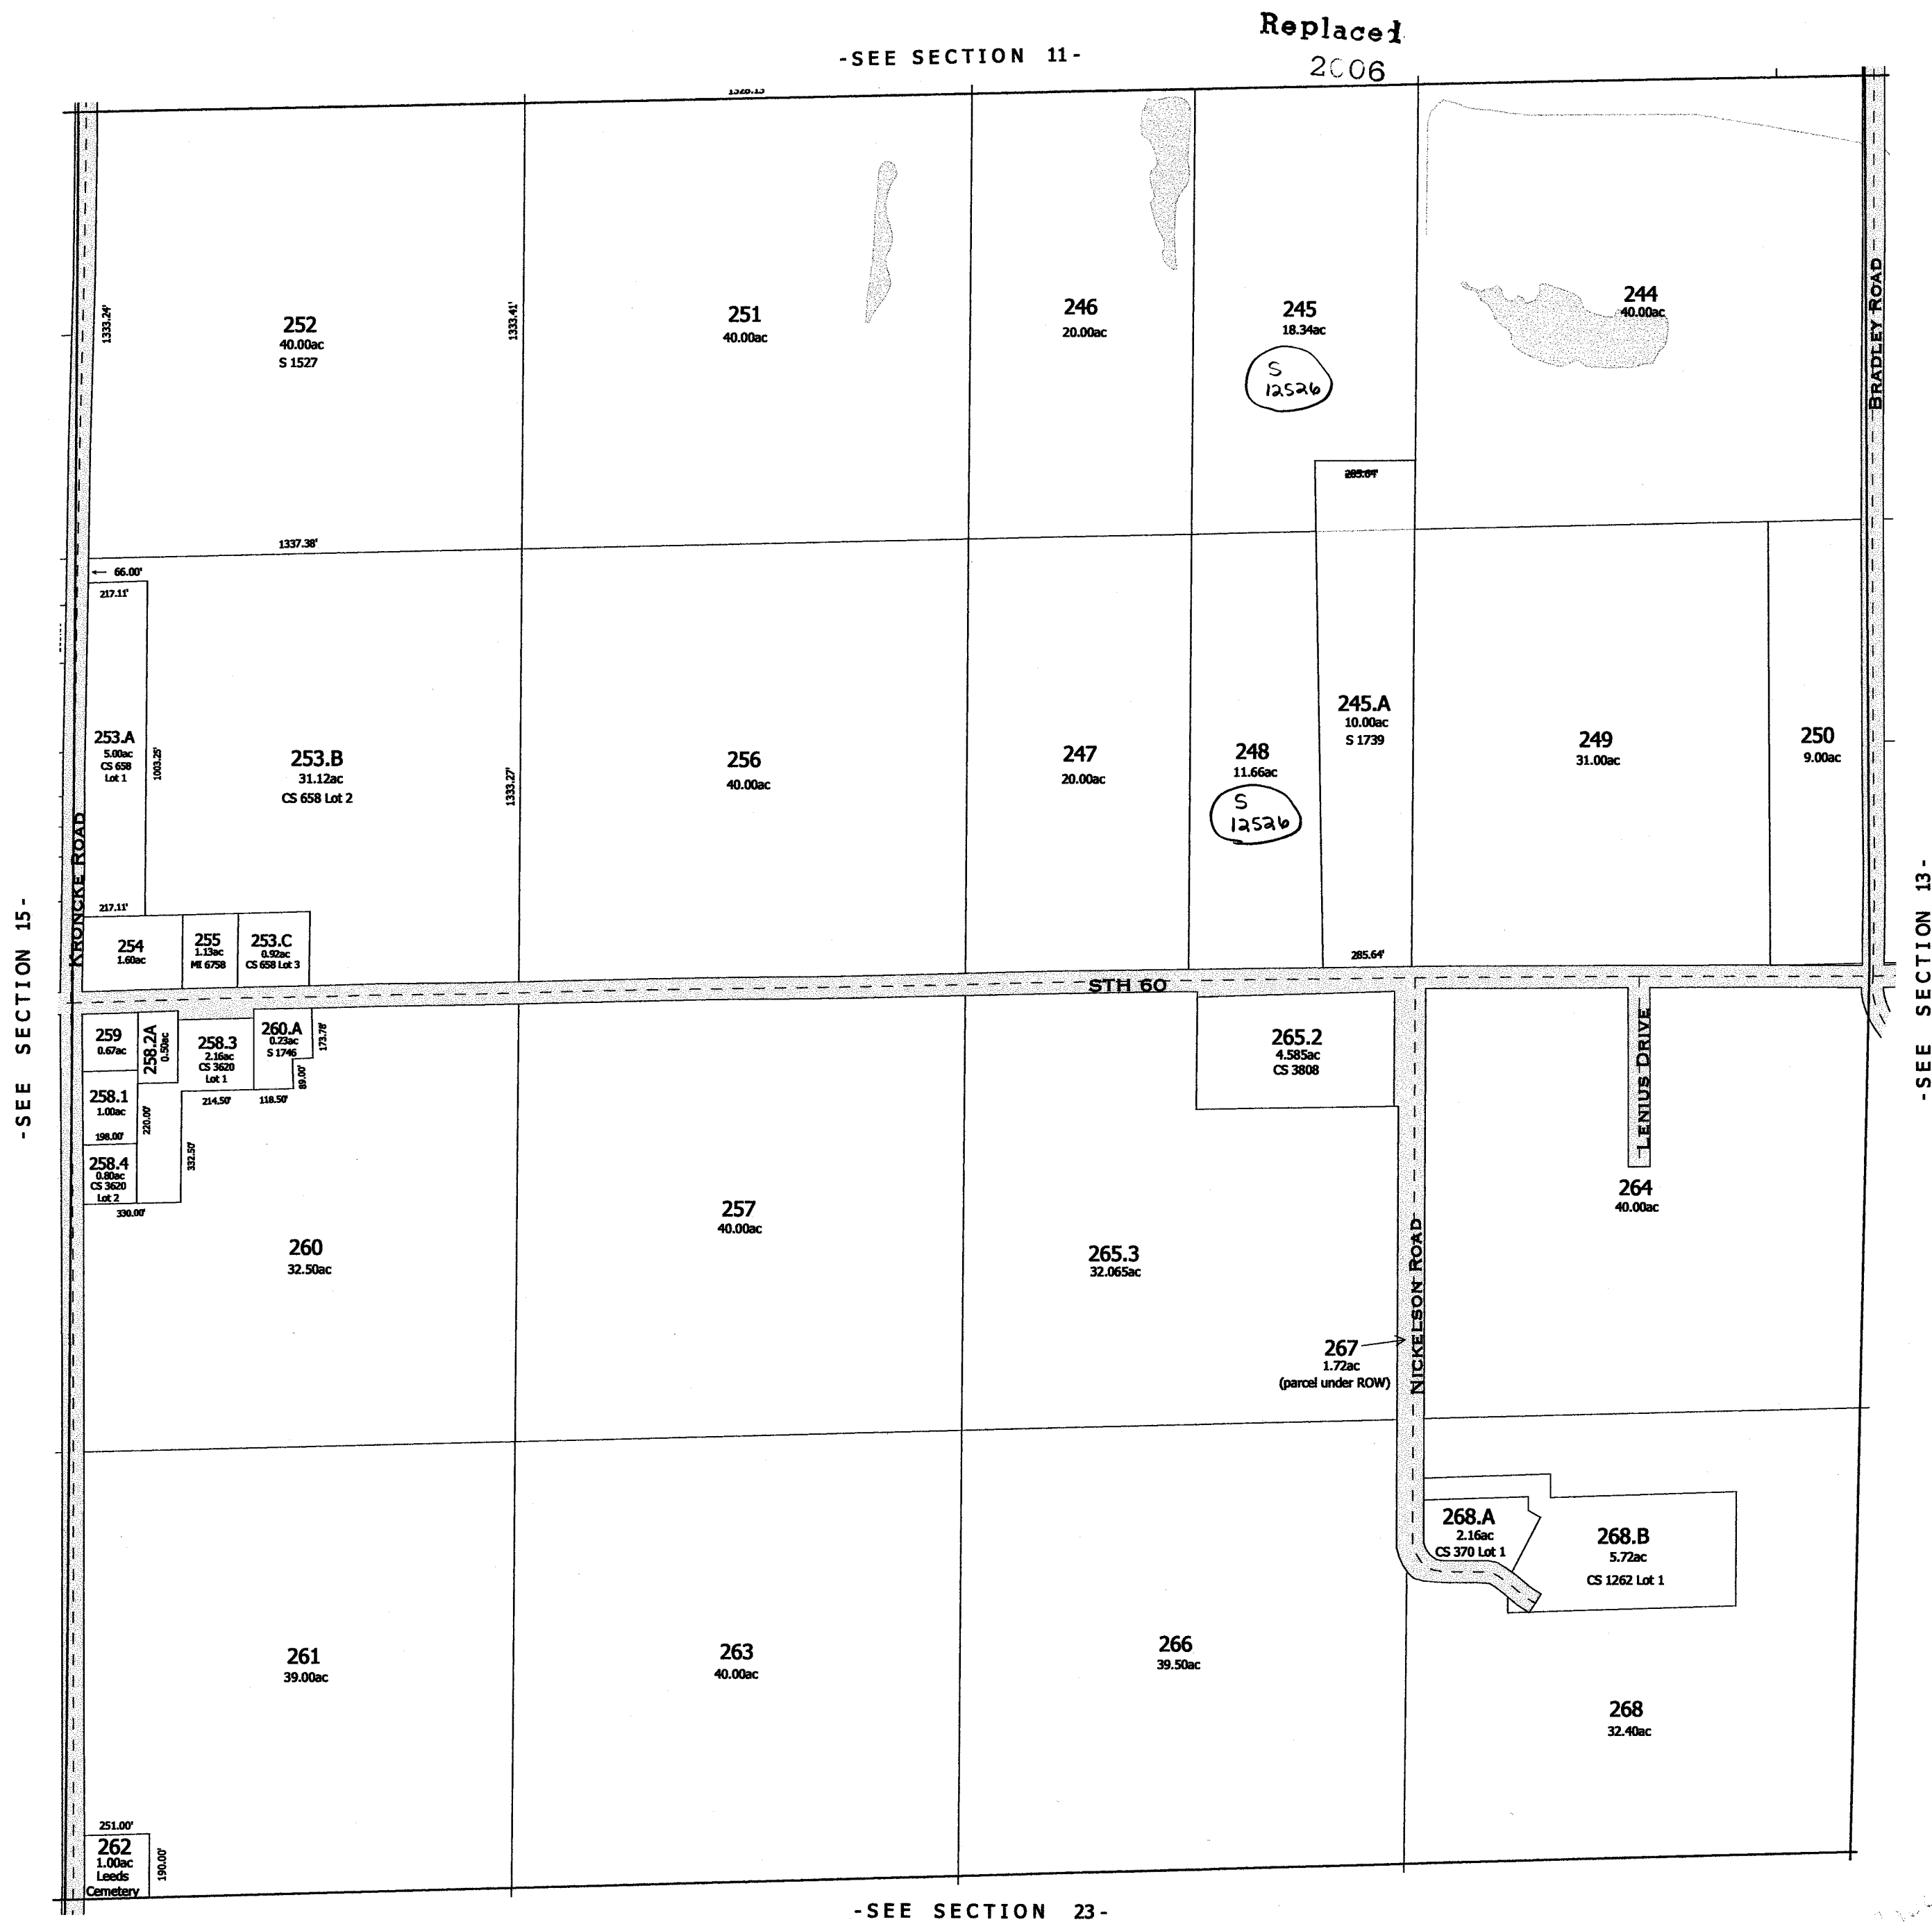 Replaced
2006
-SEE SECTION 11-
1328.13
1333.24'
252
40.00ac
S 1527
1333.41'
251
40.00ac
246
20.00ac
245
18.34ac
S
12526
244
40.00ac
BRADLEY ROAD
285.64'
1337.38'
66.00'
217.11'
253.A
5.00ac
CS 658
Lot 1
1003.25'
253.B
31.12ac
CS 658 Lot 2
1333.27'
256
40.00ac
247
20.00ac
248
11.66ac
S
12526
245.A
10.00ac
S 1739
249
31.00ac
250
9.00ac
KRONCKE ROAD
-SEE SECTION 15-
-SEE SECTION 13-
217.11'
254
1.60ac
255
1.13ac
MI 6758
253.C
0.92ac
CS 658 Lot 3
285.64'
STH 60
259
0.67ac
258.2A
0.50ac
258.3
2.16ac
CS 3620
Lot 1
260.A
0.23ac
S 1746
173.78'
89.00'
214.50'
118.50'
258.1
1.00ac
198.00'
220.00'
332.50'
258.4
0.80ac
CS 3620
Lot 2
330.00'
265.2
4.585ac
CS 3808
LENIUS DRIVE
264
40.00ac
260
32.50ac
257
40.00ac
265.3
32.065ac
NICKELSON ROAD
267
1.72ac
(parcel under ROW)
268.A
2.16ac
CS 370 Lot 1
268.B
5.72ac
CS 1262 Lot 1
261
39.00ac
263
40.00ac
266
39.50ac
268
32.40ac
251.00'
262
1.00ac
Leeds
Cemetery
190.00'
-SEE SECTION 23-